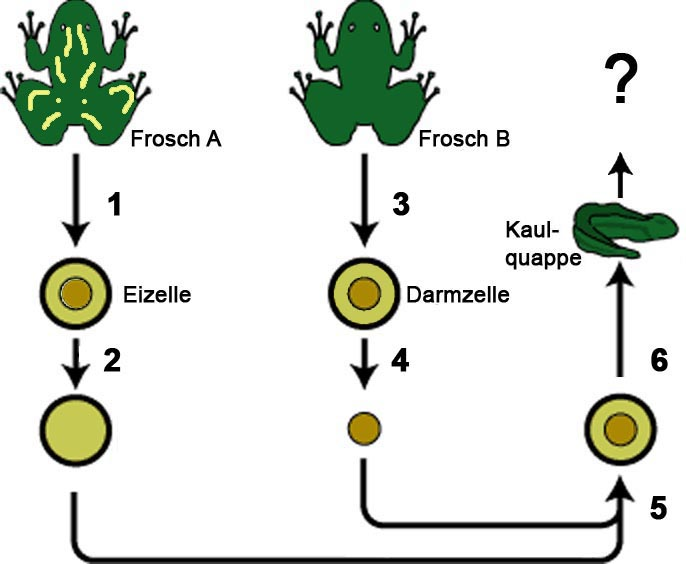 ?
Frosch A
Frosch B
1
3
Kaul-
quappe
Eizelle
Darmzelle
2
4
6
5